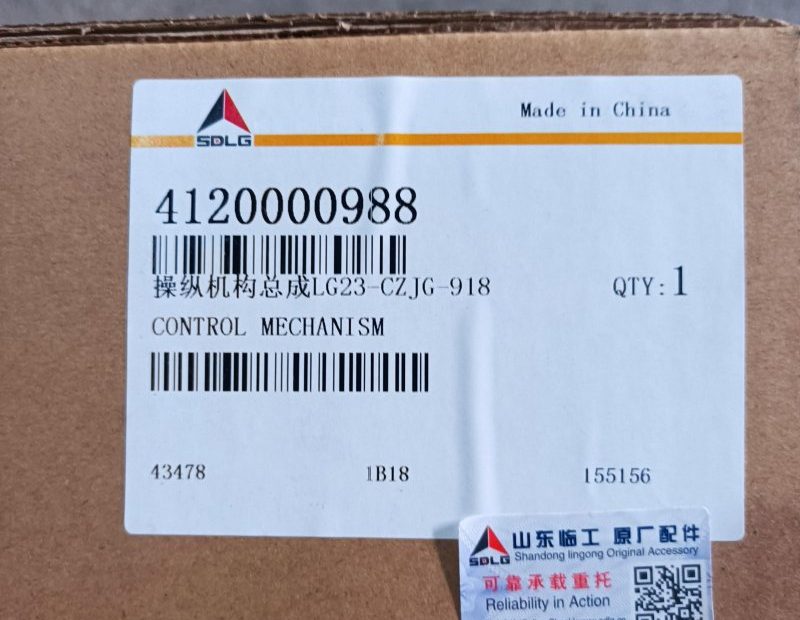 Made in China
SDLG
4120000988
操纵机构总成LG23-CZJG-918
QTY:1
CONTROL MECHANISM
43478 1B18 155156
山东临工 原厂配件
SDLG
Shandong lingong Original Accessory
可靠承载重托
Reliability in Action